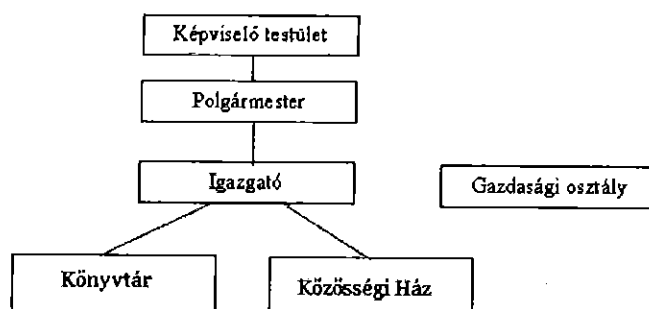 Képviselő testület
Polgármester
Igazgató
Gazdasági osztály
Könyvtár
Közösségi Ház